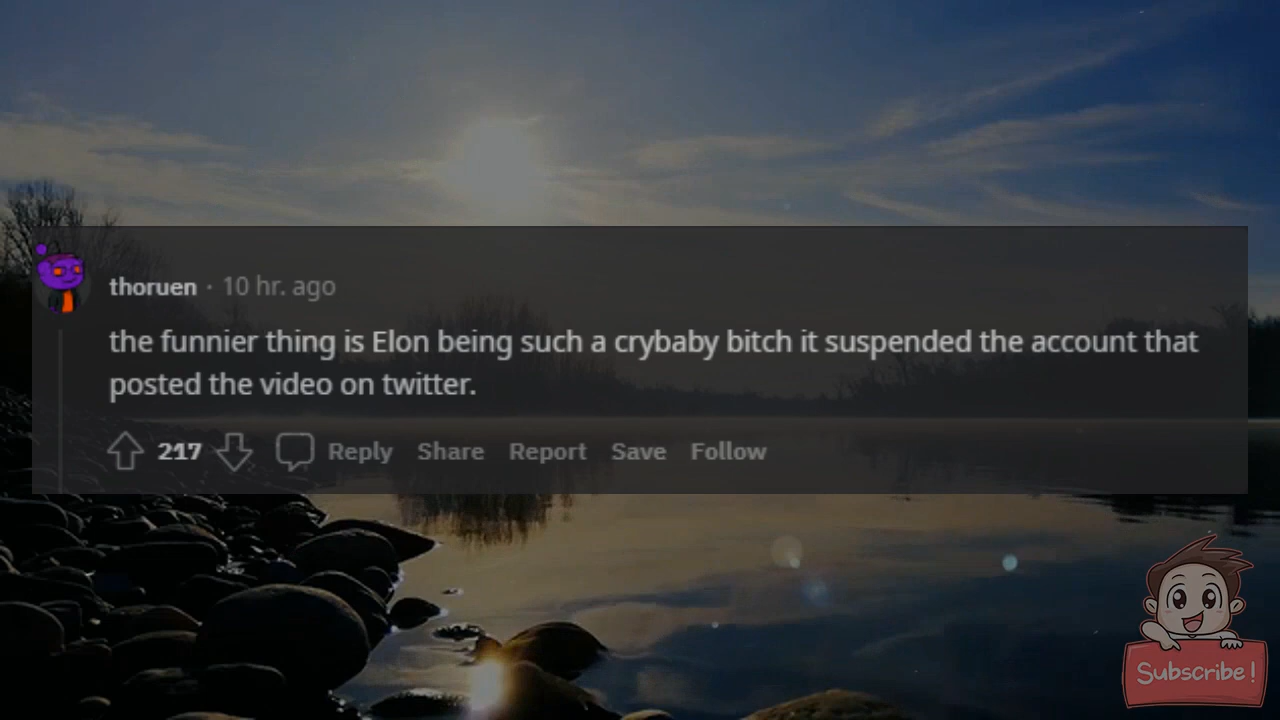 thoruen · 10 hr. ago
the funnier thing is Elon being such a crybaby bitch it suspended the account that
posted the video on twitter.
217 Reply Share Report Save Follow
Subscribe!